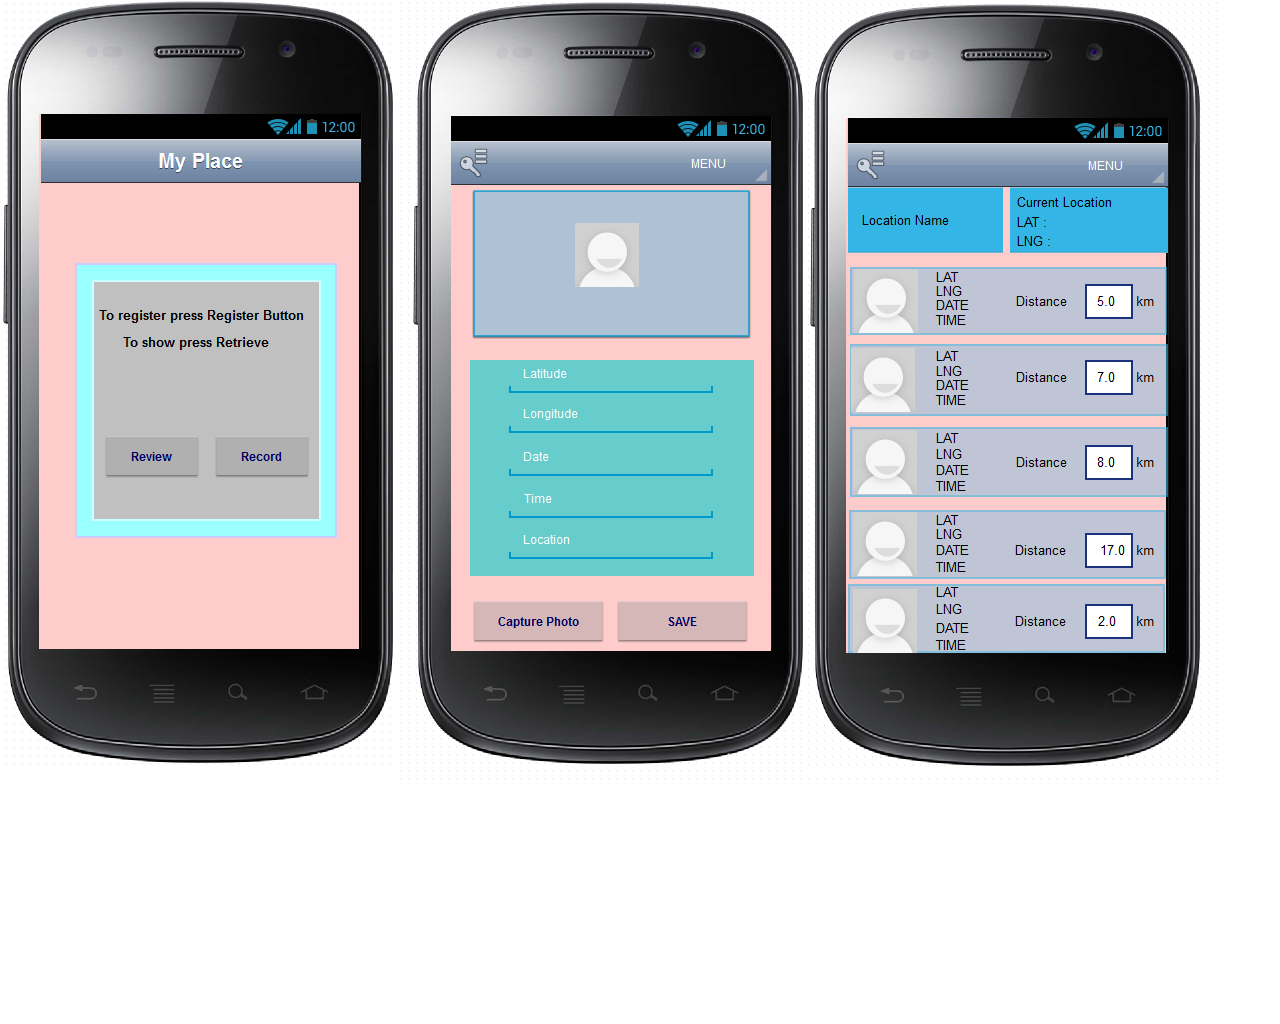 12:00
My Place
To register press Register Button
To show press Retrieve
Review
Record
12:00
MENU
Latitude
Longitude
Date
Time
Location
Capture Photo
SAVE
12:00
MENU
Location Name
Current Location
LAT :
LNG :
LAT
LNG
DATE
TIME
Distance 5.0 km
LAT
LNG
DATE
TIME
Distance 7.0 km
LAT
LNG
DATE
TIME
Distance 8.0 km
LAT
LNG
DATE
TIME
Distance 17.0 km
LAT
LNG
DATE
TIME
Distance 2.0 km